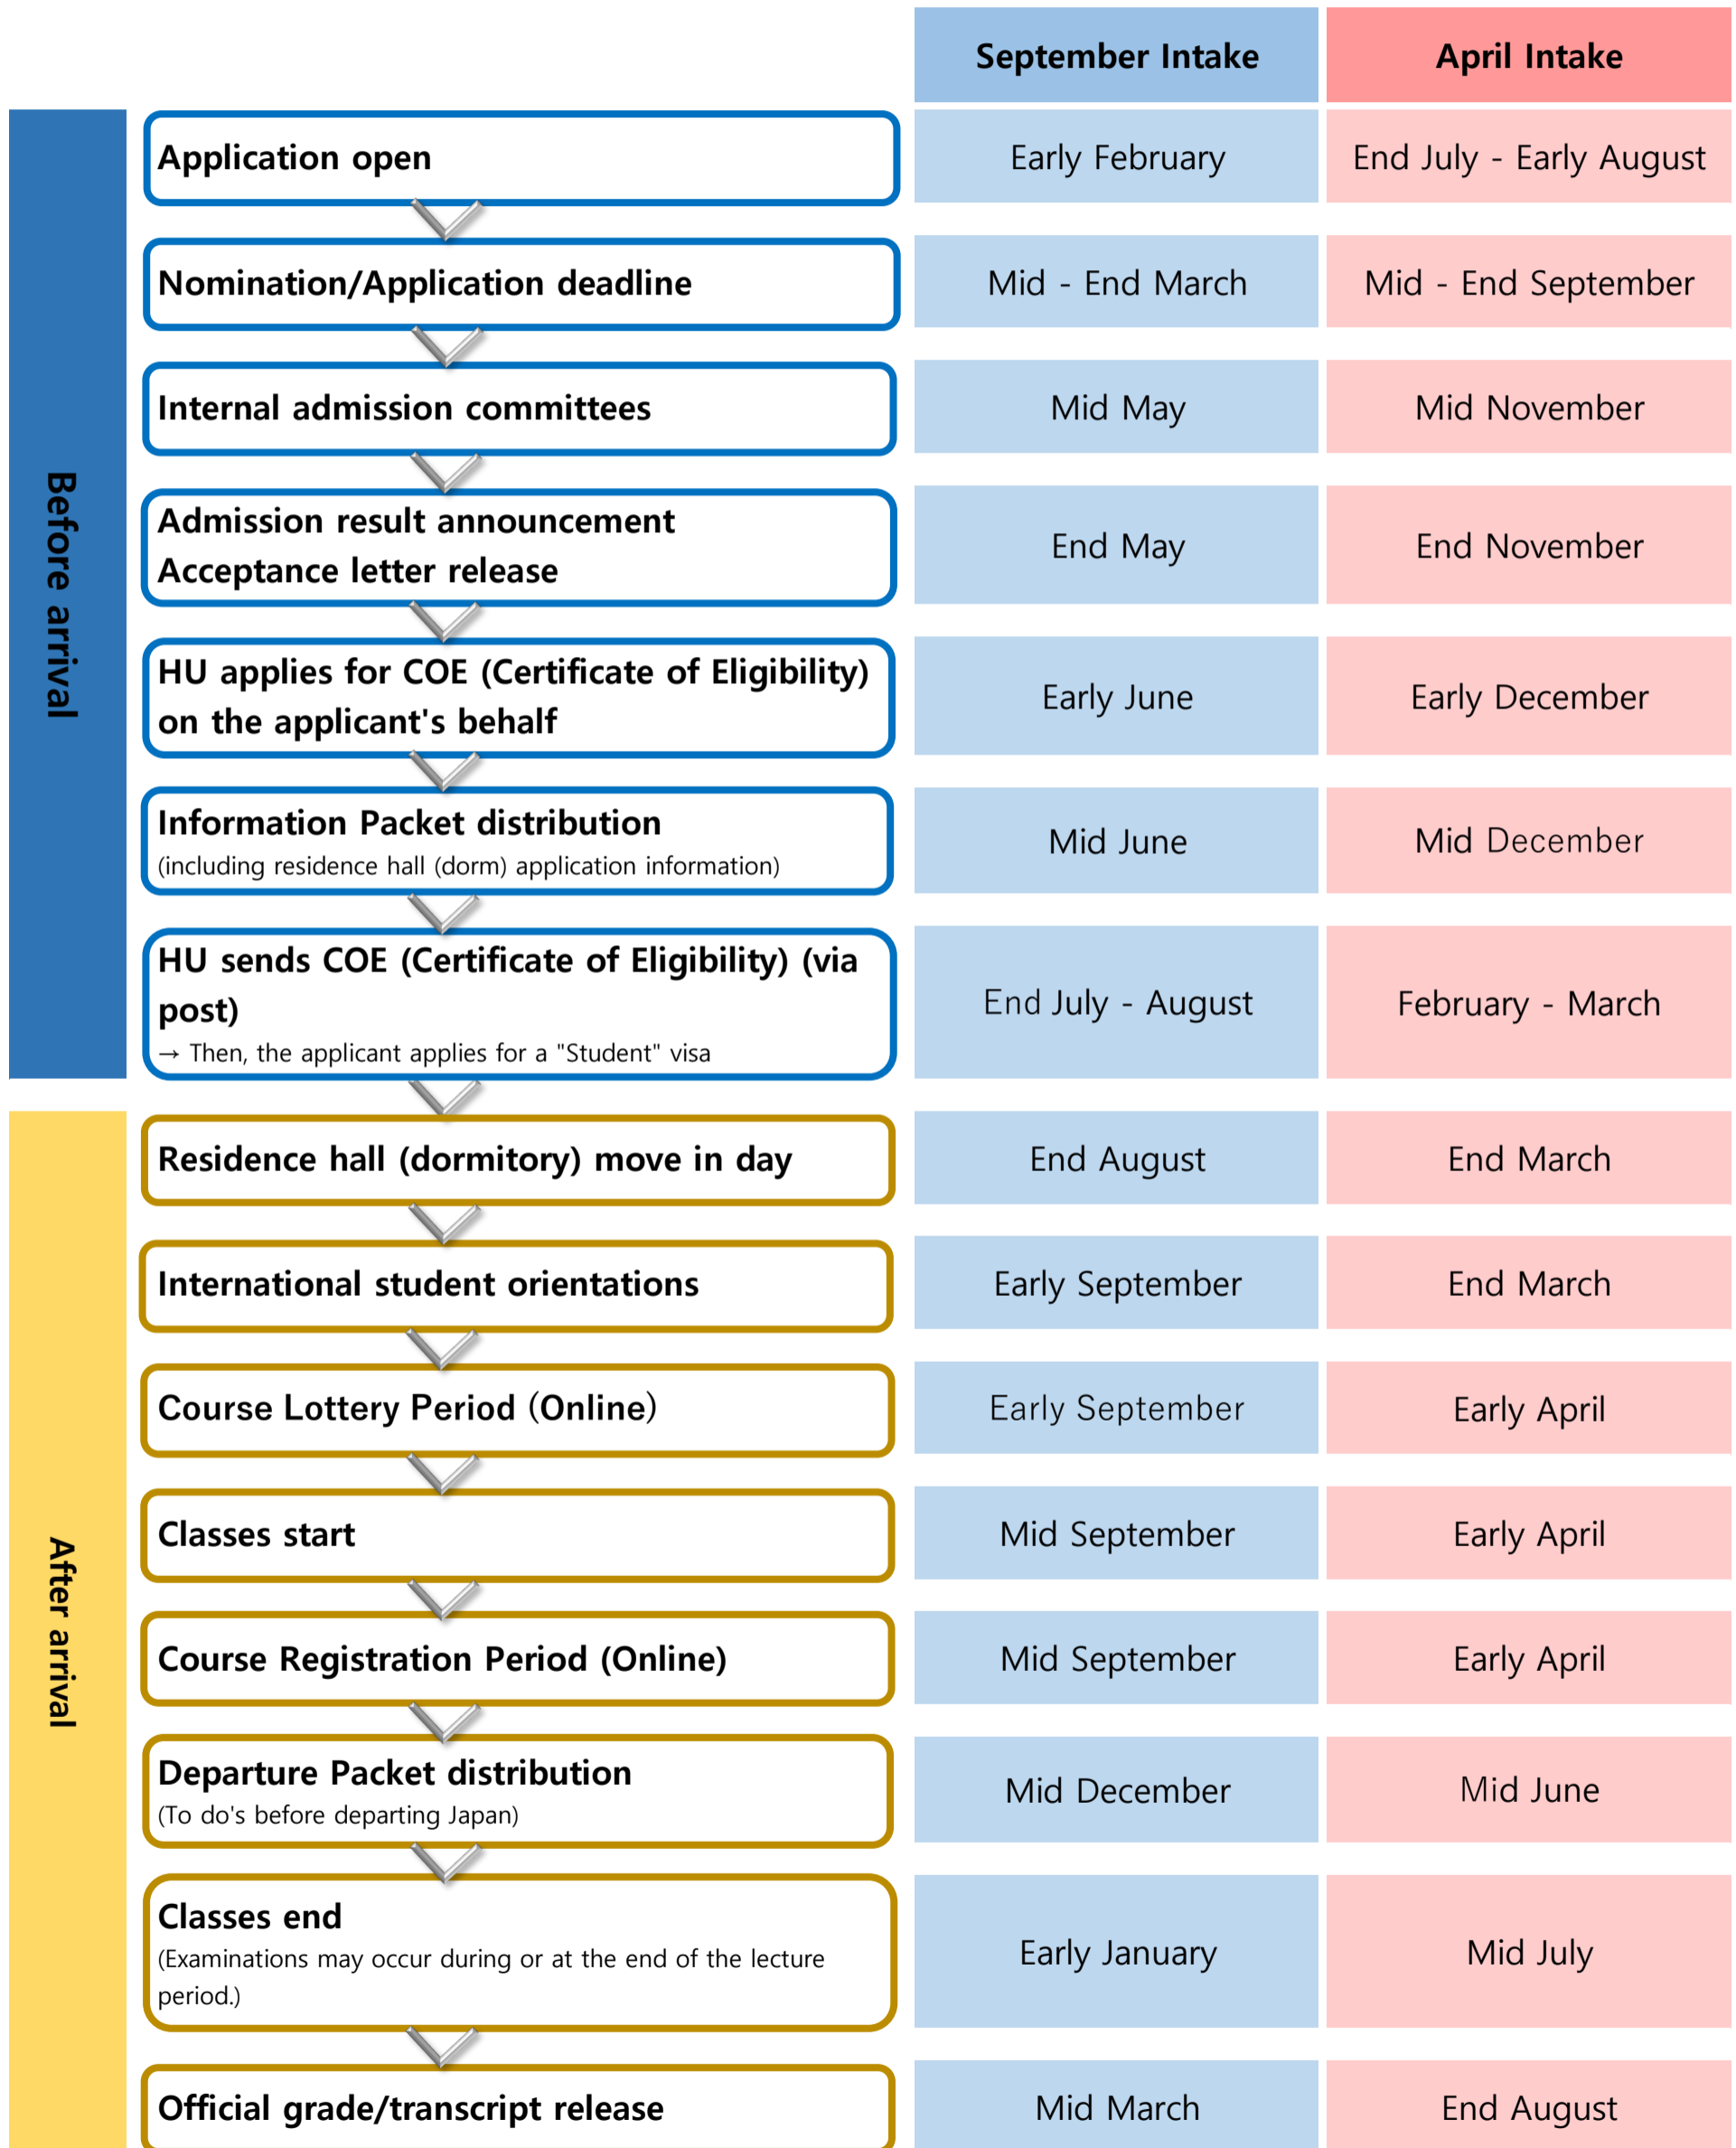 September Intake
April Intake
Before arrival
Application open
Early February
End July - Early August
Nomination/Application deadline
Mid - End March
Mid - End September
Internal admission committees
Mid May
Mid November
Admission result announcement
Acceptance letter release
End May
End November
HU applies for COE (Certificate of Eligibility)
on the applicant's behalf
Early June
Early December
Information Packet distribution
(including residence hall (dorm) application information)
Mid June
Mid December
HU sends COE (Certificate of Eligibility) (via
post)
→ Then, the applicant applies for a "Student" visa
End July - August
February - March
After arrival
Residence hall (dormitory) move in day
End August
End March
International student orientations
Early September
End March
Course Lottery Period (Online)
Early September
Early April
Classes start
Mid September
Early April
Course Registration Period (Online)
Mid September
Early April
Departure Packet distribution
(To do's before departing Japan)
Mid December
Mid June
Classes end
(Examinations may occur during or at the end of the lecture
period.)
Early January
Mid July
Official grade/transcript release
Mid March
End August